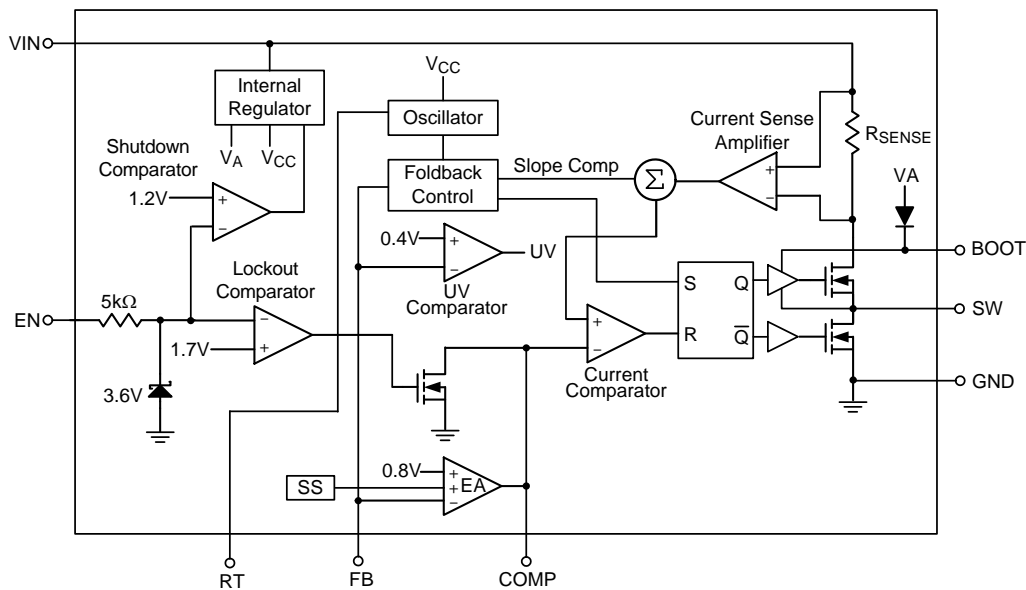 VIN
Internal
Regulator
VA
VCC
VCC
Oscillator
Foldback
Control
Shutdown
Comparator
1.2V
+
−
Slope Comp
Σ
Current Sense
Amplifier
+
−
RSENSE
VA
BOOT
0.4V
+
−
UV
UV
Comparator
Lockout
Comparator
5kΩ
EN
−
+
1.7V
3.6V
+
−
Current
Comparator
S
R
Q
Q̅
SW
GND
SS
0.8V
+
+
−
EA
RT
FB
COMP